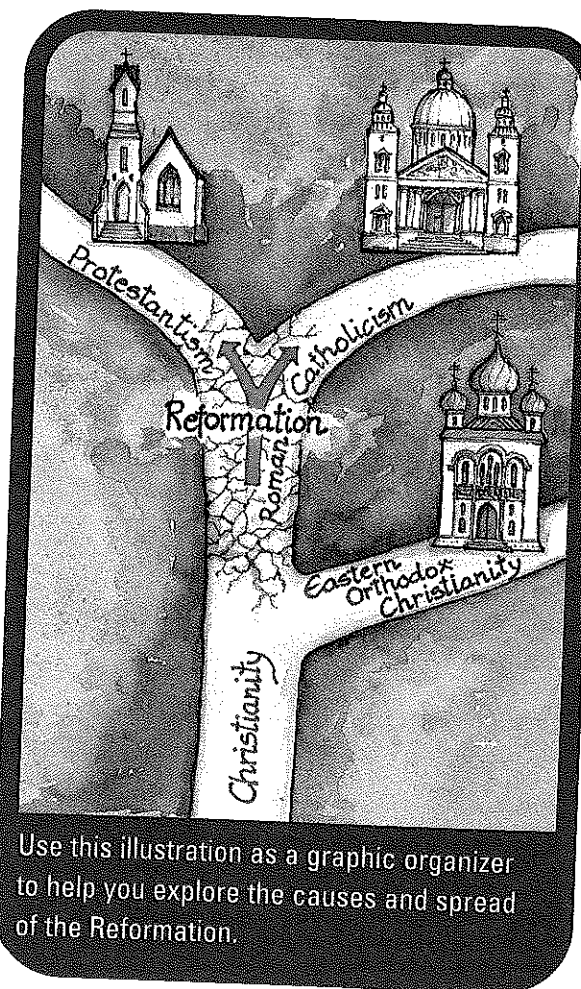 Protestantism
Roman Catholicism
Reformation
Eastern
Orthodox
Christianity
Christianity
Use this illustration as a graphic organizer
to help you explore the causes and spread
of the Reformation.